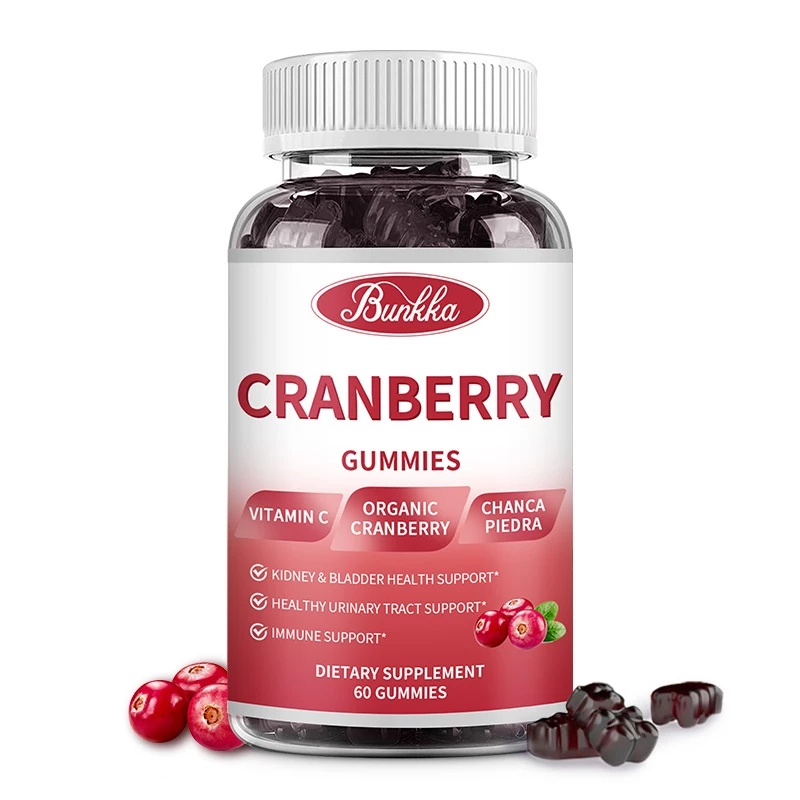 Bunkka
CRANBERRY
GUMMIES
VITAMIN C
ORGANIC
CRANBERRY
CHANCA
PIEDRA
KIDNEY & BLADDER HEALTH SUPPORT*
HEALTHY URINARY TRACT SUPPORT*
IMMUNE SUPPORT*
DIETARY SUPPLEMENT
60 GUMMIES